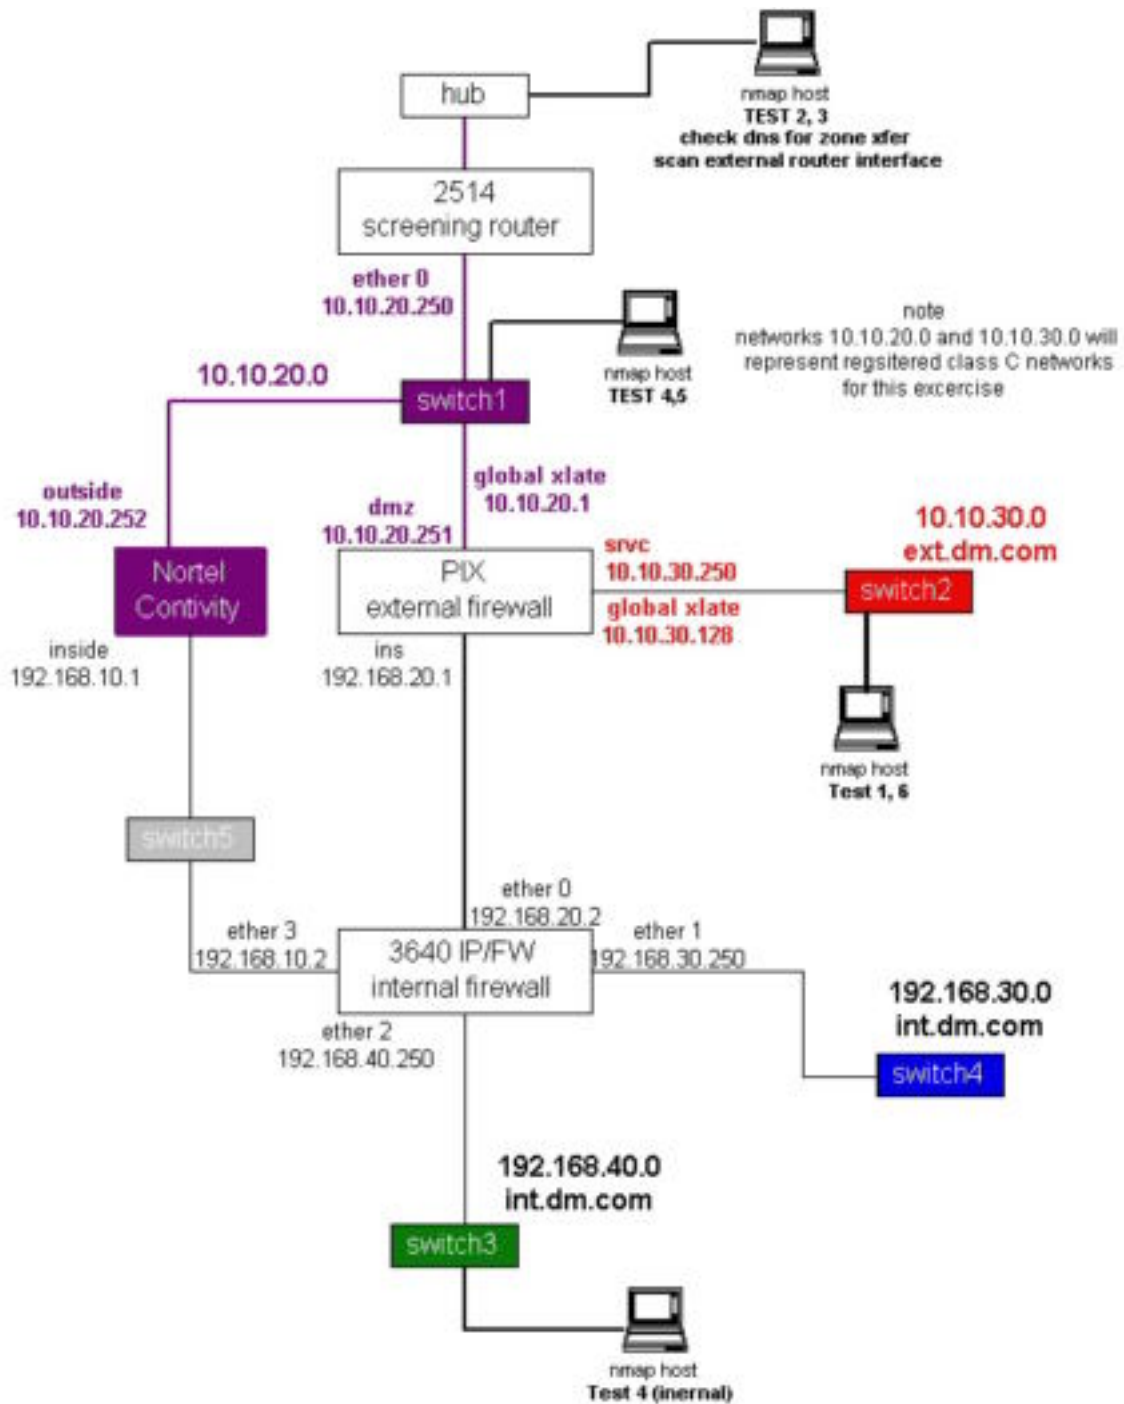 hub
nmap host
TEST 2, 3
check dns for zone xfer
scan external router interface
2514
screening router
ether 0
10.10.20.250
nmap host
TEST 4,5
note
networks 10.10.20.0 and 10.10.30.0 will
represent regsitered class C networks
for this excercise
10.10.20.0
switch1
outside
10.10.20.252
dmz
10.10.20.251
global xlate
10.10.20.1
Nortel
Contivity
PIX
external firewall
srvc
10.10.30.250
global xlate
10.10.30.128
10.10.30.0
ext.dm.com
switch2
inside
192.168.10.1
ins
192.168.20.1
nmap host
Test 1, 6
switch5
ether 0
192.168.20.2
ether 3
192.168.10.2
3640 IP/FW
internal firewall
ether 1
192.168.30.250
ether 2
192.168.40.250
192.168.30.0
int.dm.com
switch4
192.168.40.0
int.dm.com
switch3
nmap host
Test 4 (inernal)